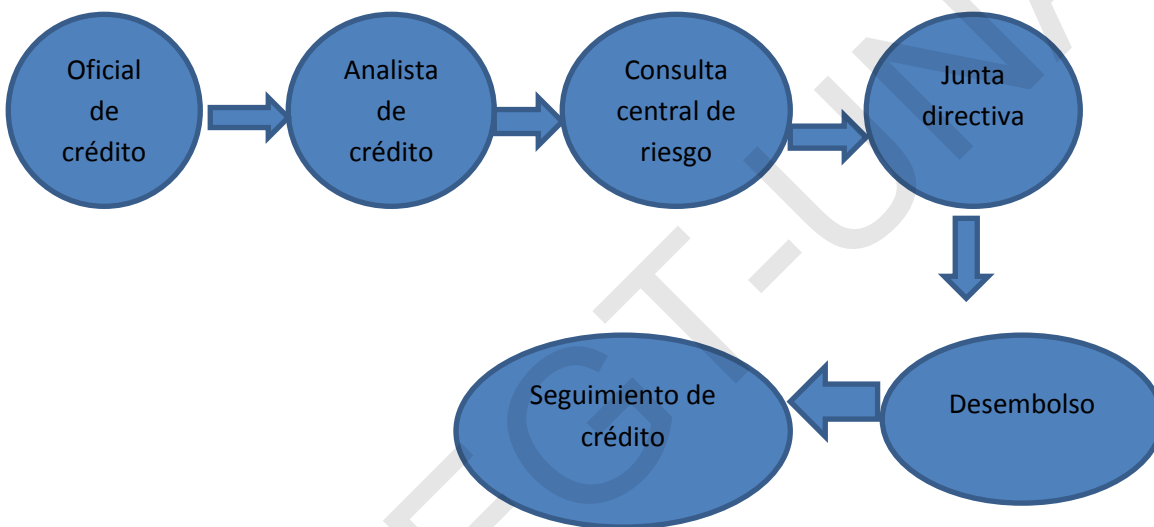 Oficial
de
crédito
Analista
de
crédito
Consulta
central de
riesgo
Junta
directiva
Desembolso
Seguimiento de
crédito